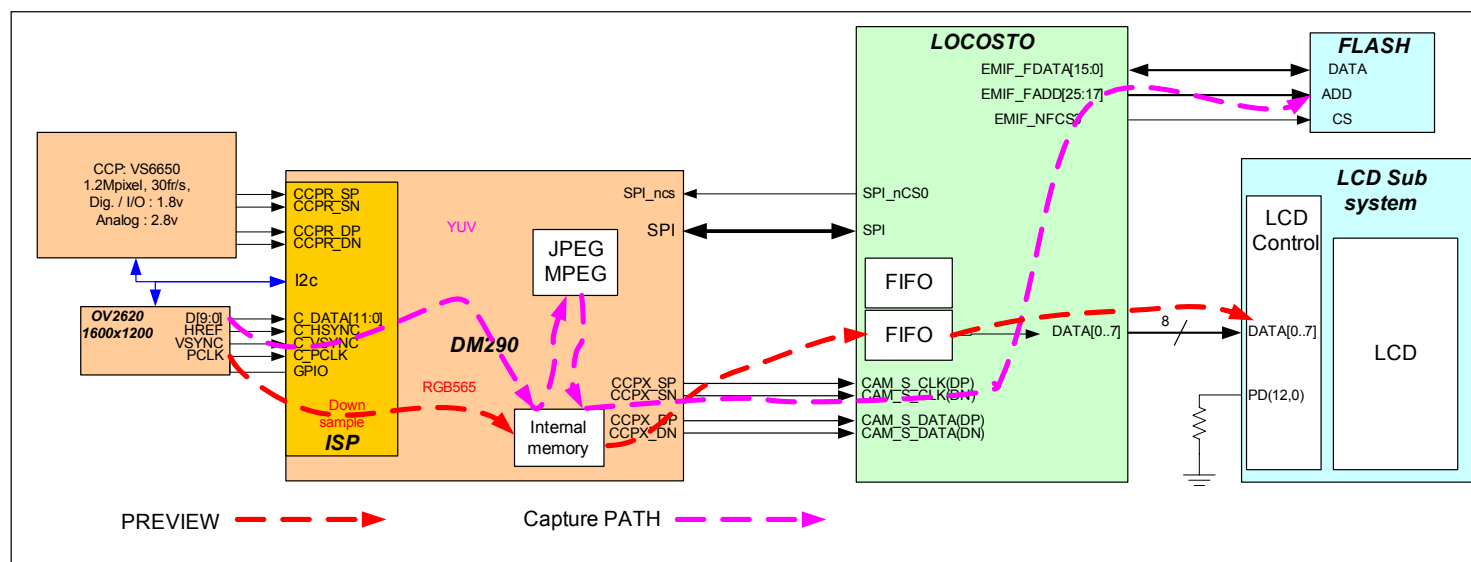 CCP: VS6650
1.2Mpixel, 30fr/s,
Dig. / I/O : 1.8v
Analog : 2.8v
OV2620
1600x1200
D[9:0]
HREF
VSYNC
PCLK
CCPR_SP
CCPR_SN
CCPR_DP
CCPR_DN
I2c
C_DATA[11:0]
C_HSYNC
C_VSYNC
C_PCLK
GPIO
Down
sample
ISP
YUV
RGB565
DM290
JPEG
MPEG
Internal
memory
SPI_ncs
SPI
CCPX_SP
CCPX_SN
CCPX_DP
CCPX_DN
LOCOSTO
EMIF_FDATA[15:0]
EMIF_FADD[25:17]
EMIF_NFCS3
SPI_nCS0
SPI
FIFO
FIFO
DATA[0..7]
CAM_S_CLK(DP)
CAM_S_CLK(DN)
CAM_S_DATA(DP)
CAM_S_DATA(DN)
8
FLASH
DATA
ADD
CS
LCD Sub
system
LCD
Control
DATA[0..7]
PD(12,0)
LCD
PREVIEW
Capture PATH